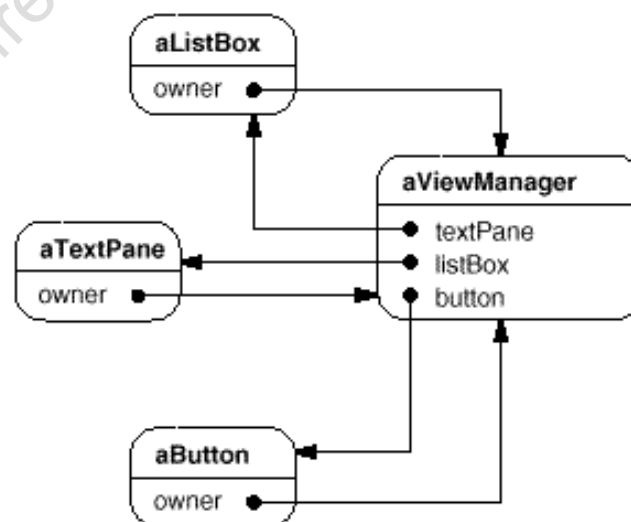 aListBox
owner
aViewManager
textPane
listBox
button
aTextPane
owner
aButton
owner